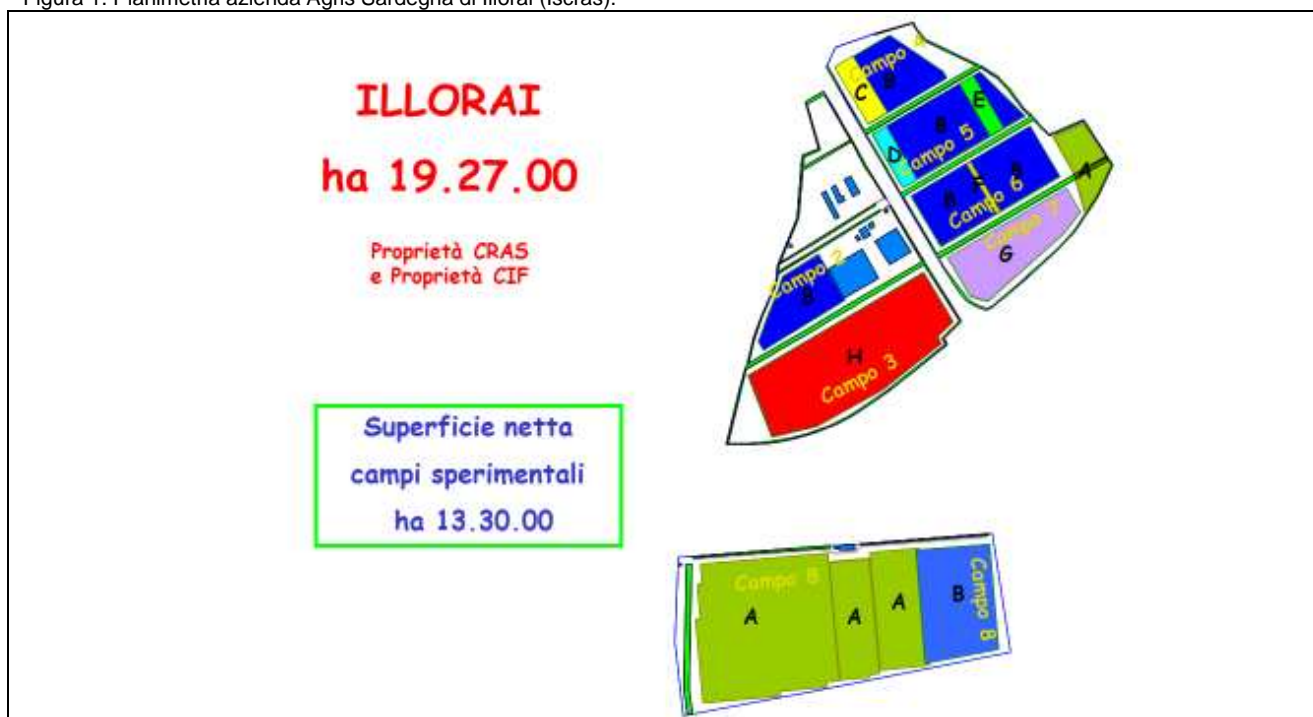 Figura 1. Planimetria azienda Agris Sardegna di Illorai (Iscras).
ILLORAI
ha 19.27.00
Proprietà CRAS
e Proprietà CIF
Superficie netta
campi sperimentali
ha 13.30.00
Campo 4
C
B
Campo 5
D
B
E
Campo 6
B
F
B
A
Campo 7
G
Campo 2
B
H
Campo 3
Campo 8
A
A
A
B
Campo 8